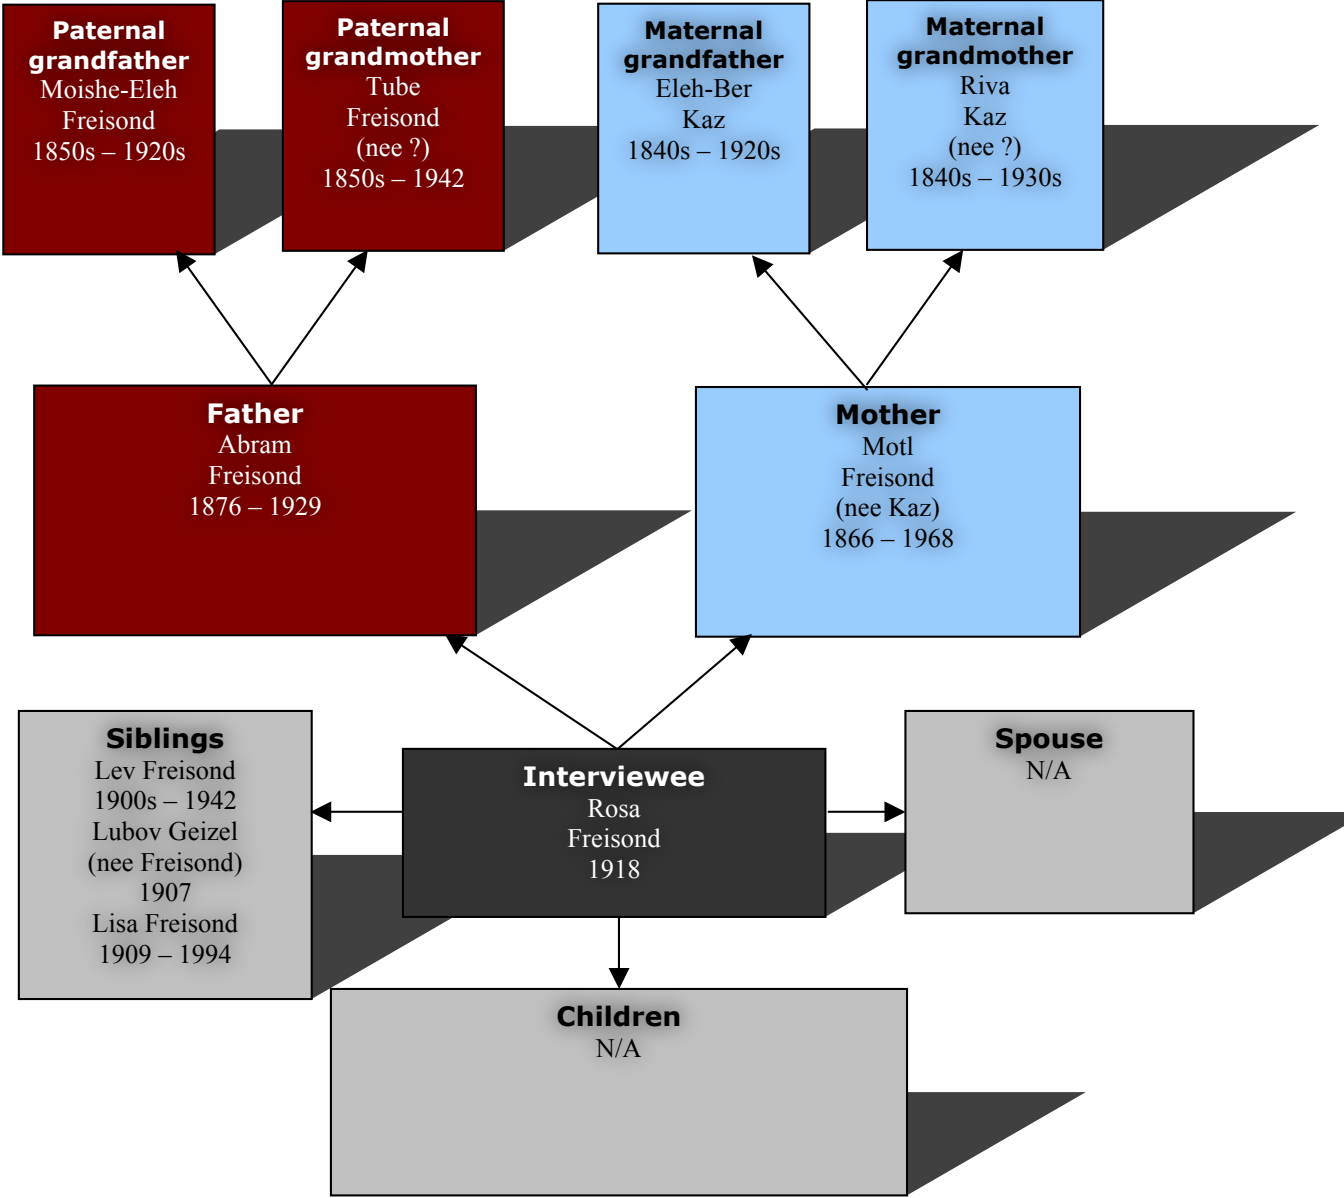 Paternal
grandfather
Moishe-Eleh
Freisond
1850s – 1920s
Paternal
grandmother
Tube
Freisond
(nee ?)
1850s – 1942
Maternal
grandfather
Eleh-Ber
Kaz
1840s – 1920s
Maternal
grandmother
Riva
Kaz
(nee ?)
1840s – 1930s
Father
Abram
Freisond
1876 – 1929
Mother
Motl
Freisond
(nee Kaz)
1866 – 1968
Siblings
Lev Freisond
1900s – 1942
Lubov Geizel
(nee Freisond)
1907
Lisa Freisond
1909 – 1994
Interviewee
Rosa
Freisond
1918
Spouse
N/A
Children
N/A